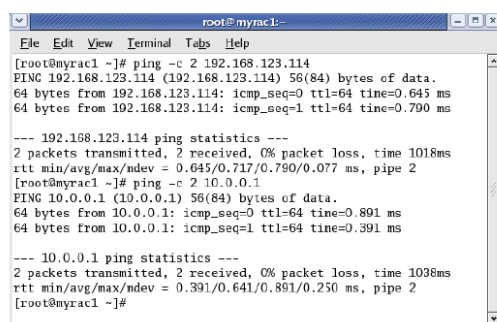 root@myrac1:~
File Edit View Terminal Tabs Help
[root@myrac1 ~]# ping -c 2 192.168.123.114
PING 192.168.123.114 (192.168.123.114) 56(84) bytes of data.
64 bytes from 192.168.123.114: icmp_seq=0 ttl=64 time=0.645 ms
64 bytes from 192.168.123.114: icmp_seq=1 ttl=64 time=0.790 ms
--- 192.168.123.114 ping statistics ---
2 packets transmitted, 2 received, 0% packet loss, time 1018ms
rtt min/avg/max/mdev = 0.645/0.717/0.790/0.077 ms, pipe 2
[root@myrac1 ~]# ping -c 2 10.0.0.1
PING 10.0.0.1 (10.0.0.1) 56(84) bytes of data.
64 bytes from 10.0.0.1: icmp_seq=0 ttl=64 time=0.891 ms
64 bytes from 10.0.0.1: icmp_seq=1 ttl=64 time=0.391 ms
--- 10.0.0.1 ping statistics ---
2 packets transmitted, 2 received, 0% packet loss, time 1038ms
rtt min/avg/max/mdev = 0.391/0.641/0.891/0.250 ms, pipe 2
[root@myrac1 ~]#